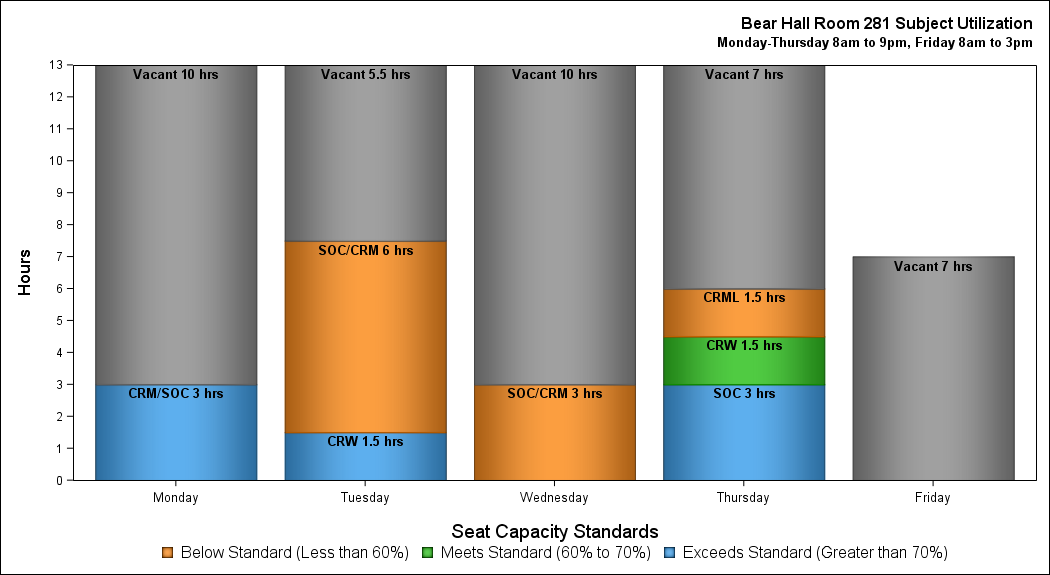 Bear Hall Room 281 Subject Utilization
Monday-Thursday 8am to 9pm, Friday 8am to 3pm
Hours
13
12
11
10
9
8
7
6
5
4
3
2
1
0
Vacant 10 hrs
CRM/SOC 3 hrs
Vacant 5.5 hrs
SOC/CRM 6 hrs
CRW 1.5 hrs
Vacant 10 hrs
SOC/CRM 3 hrs
Vacant 7 hrs
CRML 1.5 hrs
CRW 1.5 hrs
SOC 3 hrs
Vacant 7 hrs
Monday Tuesday Wednesday Thursday Friday
Seat Capacity Standards
Below Standard (Less than 60%) Meets Standard (60% to 70%) Exceeds Standard (Greater than 70%)